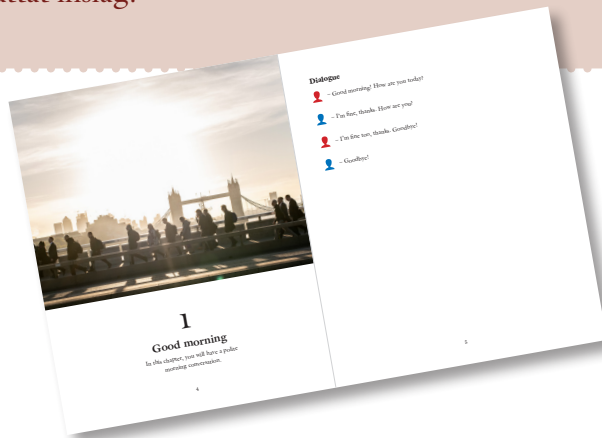 inslag!
1
Good morning
In this chapter, you will have a polite
morning conversation.
4
Dialogue
– Good morning! How are you today?
– I'm fine, thanks. How are you?
– I'm fine too, thanks. Goodbye!
– Goodbye!
5